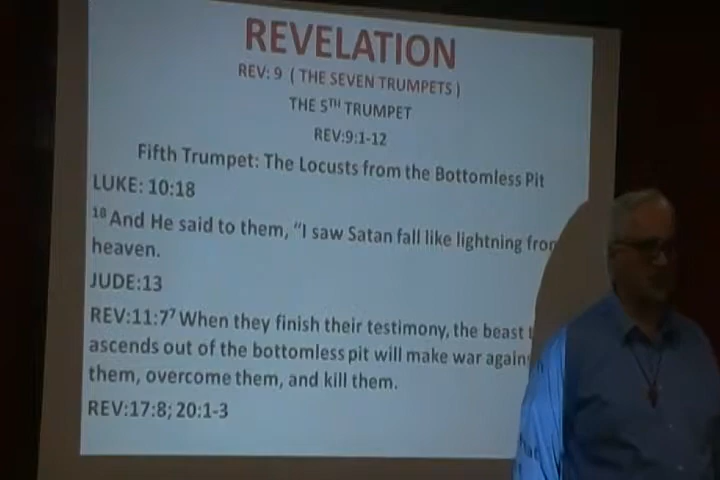 REVELATION
REV: 9 ( THE SEVEN TRUMPETS )
THE 5TH TRUMPET
REV:9:1-12
Fifth Trumpet: The Locusts from the Bottomless Pit
LUKE: 10:18
18 And He said to them, “I saw Satan fall like lightning from
heaven.
JUDE:13
REV:11:7 7 When they finish their testimony, the beast
ascends out of the bottomless pit will make war again
them, overcome them, and kill them.
REV:17:8; 20:1-3